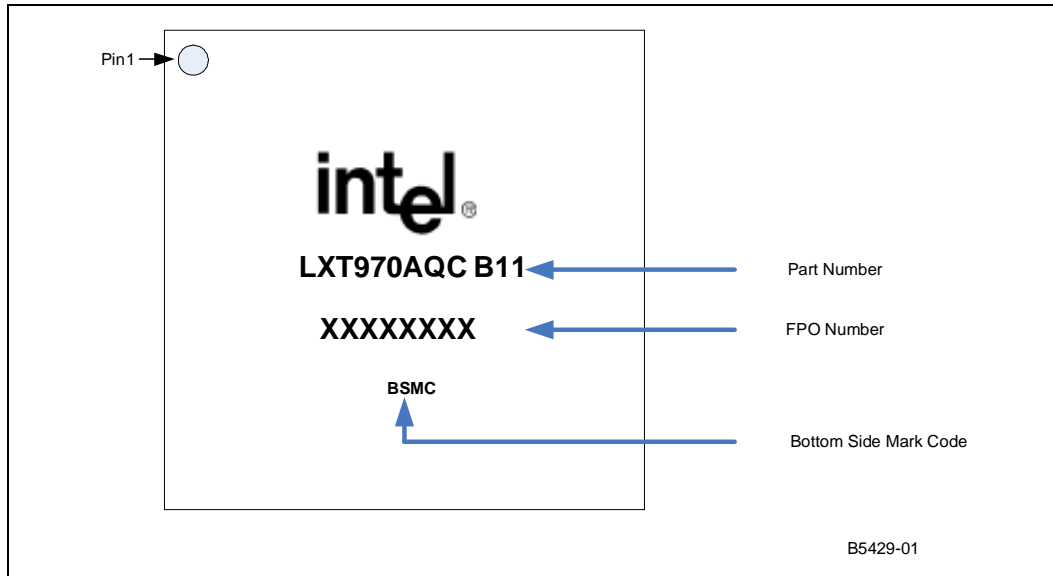 Pin1
intel®
LXT970AQC B11
Part Number
XXXXXXXX
FPO Number
BSMC
Bottom Side Mark Code
B5429-01